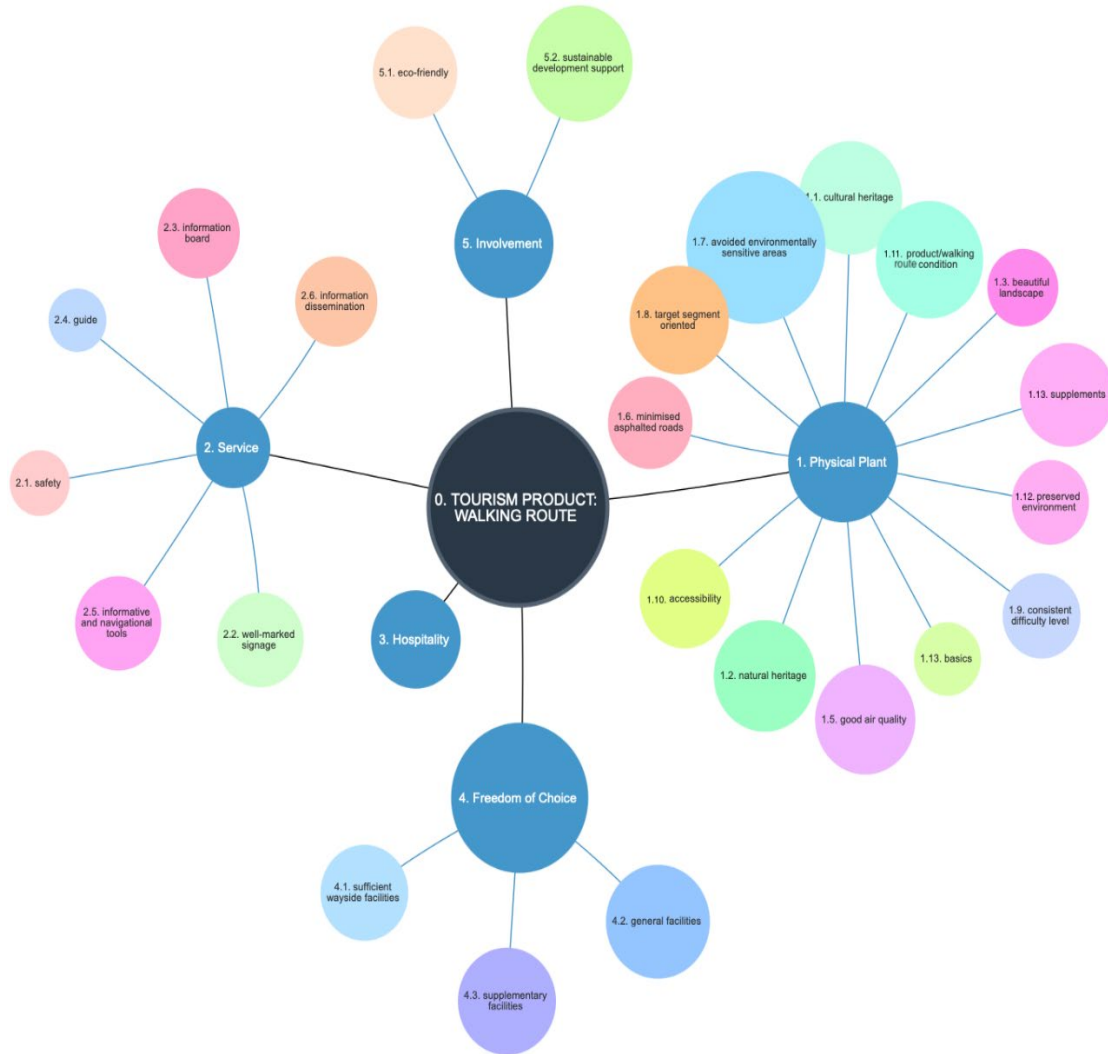 5.1. eco-friendly
5.2. sustainable
development support
5. Involvement
2.3. information
board
2.6. information
dissemination
2.4. guide
2. Service
2.1. safety
2.5. informative
and navigational
tools
2.2. well-marked
signage
0. TOURISM PRODUCT:
WALKING ROUTE
1.1. cultural heritage
1.7. avoided environmentally
sensitive areas
1.11. product/walking
route condition
1.3. beautiful
landscape
1.8. target segment
oriented
1.13. supplements
1.6. minimised
asphalted roads
1. Physical Plant
1.12. preserved
environment
1.10. accessibility
1.9. consistent
difficulty level
1.13. basics
1.2. natural heritage
1.5. good air quality
3. Hospitality
4. Freedom of Choice
4.1. sufficient
wayside facilities
4.2. general facilities
4.3. supplementary
facilities